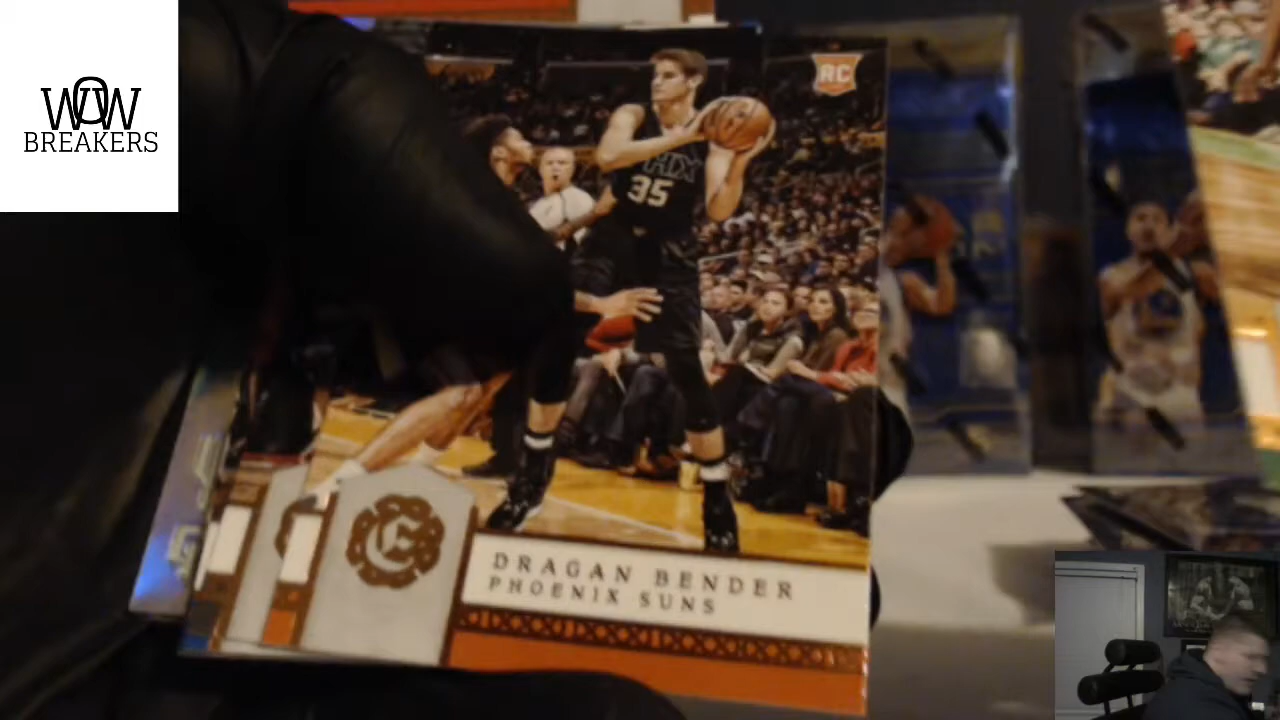 WOW
BREAKERS
RC
35
DRAGAN BENDER
PHOENIX SUNS